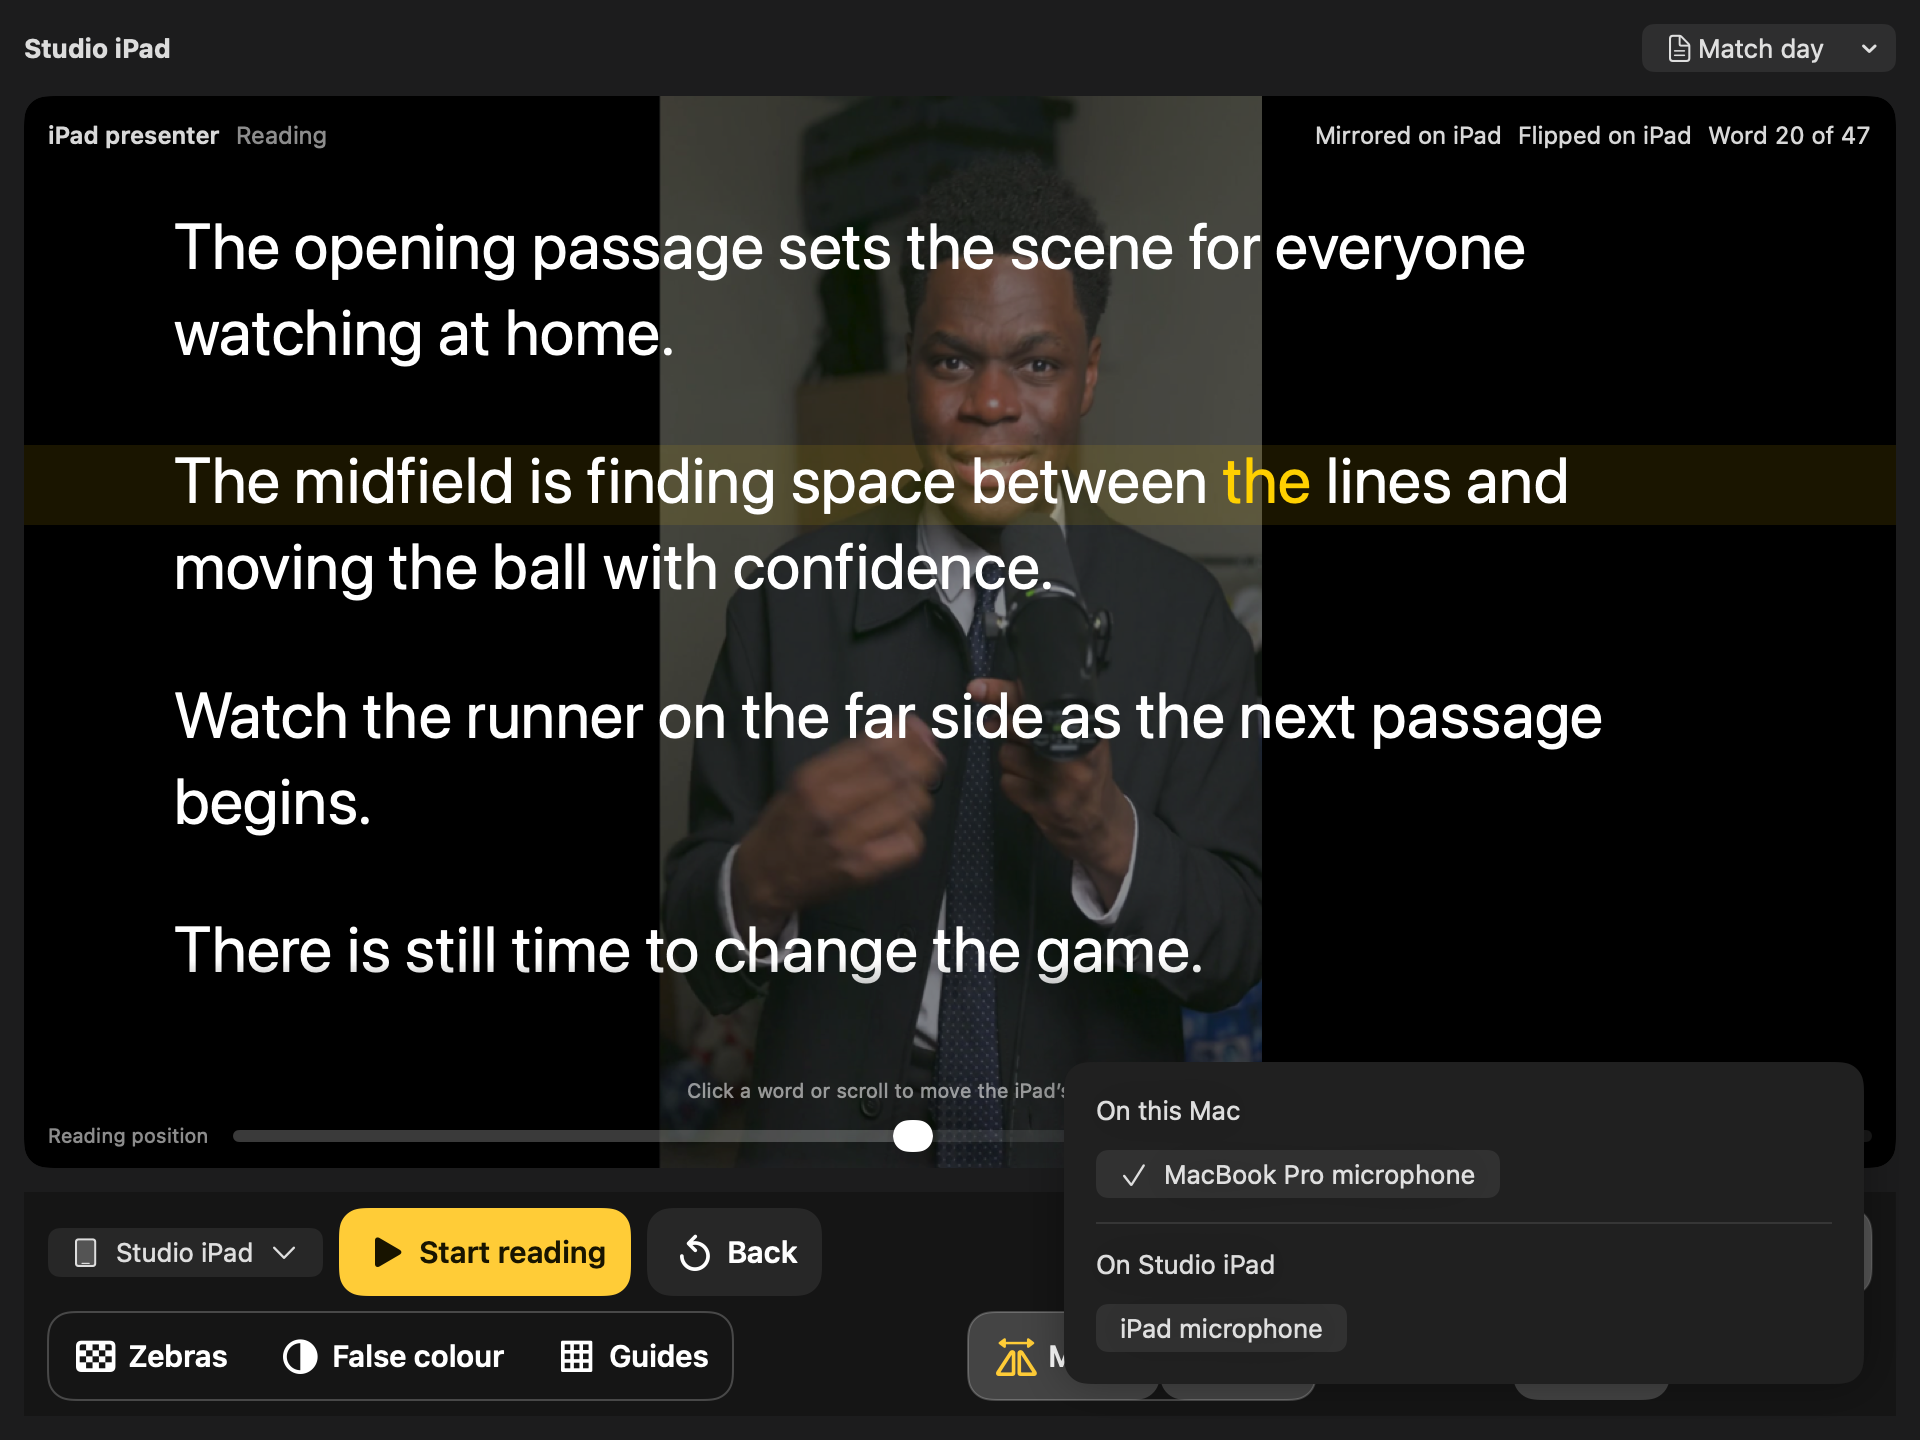 Studio iPad
Match day
iPad presenter Reading
Mirrored on iPad Flipped on iPad Word 20 of 47
The opening passage sets the scene for everyone
watching at home.
The midfield is finding space between the lines and
moving the ball with confidence.
Watch the runner on the far side as the next passage
begins.
There is still time to change the game.
Click a word or scroll to move the iPad's
Reading position
On this Mac
MacBook Pro microphone
On Studio iPad
iPad microphone
Studio iPad
Start reading
Back
Zebras
False colour
Guides